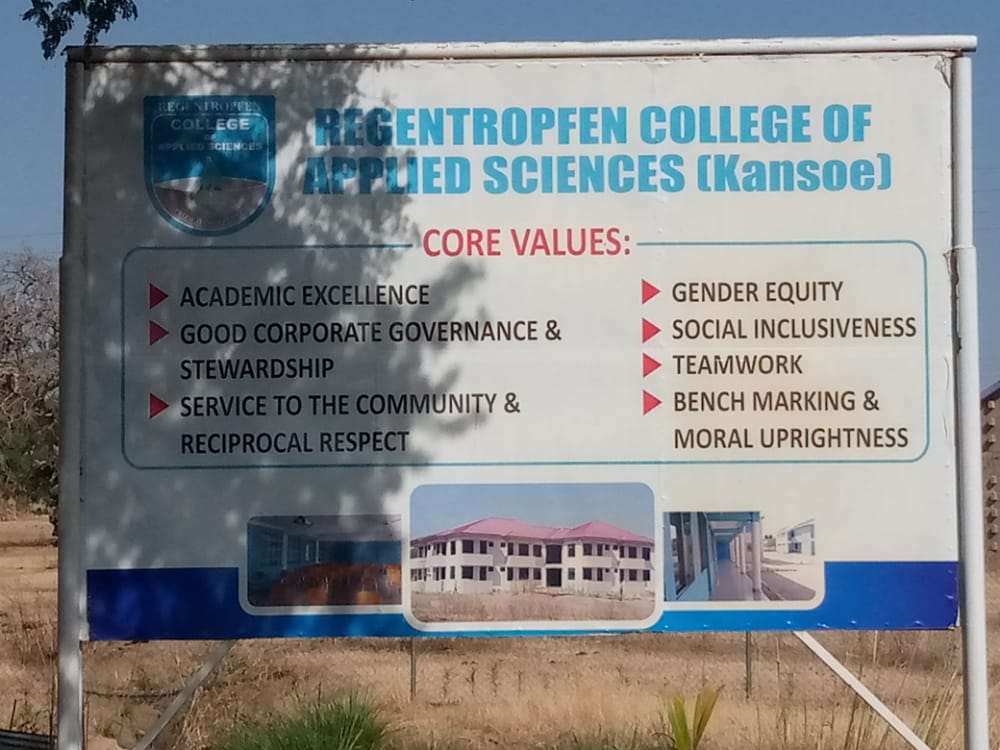 REGENTROPFEN
COLLEGE
OF
APPLIED SCIENCES
REGENTROPFEN COLLEGE OF
APPLIED SCIENCES (Kansoe)
CORE VALUES:
ACADEMIC EXCELLENCE
GOOD CORPORATE GOVERNANCE &
STEWARDSHIP
SERVICE TO THE COMMUNITY &
RECIPROCAL RESPECT
GENDER EQUITY
SOCIAL INCLUSIVENESS
TEAMWORK
BENCH MARKING &
MORAL UPRIGHTNESS